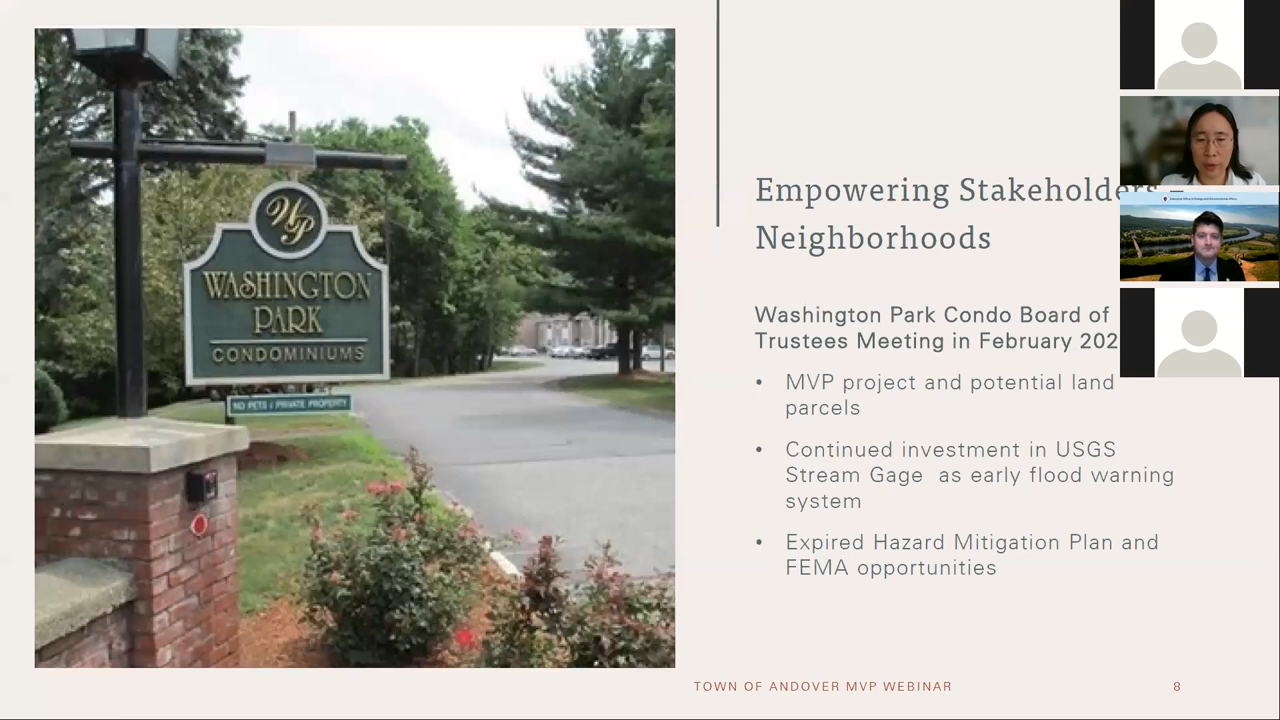 WP
WASHINGTON
PARK
CONDOMINIUMS
NO PETS / PRIVATE PROPERTY
Empowering Stakeholders –
Neighborhoods
Washington Park Condo Board of
Trustees Meeting in February
• MVP project and potential land
parcels
• Continued investment in USGS
Stream Gage as early flood warning
system
• Expired Hazard Mitigation Plan and
FEMA opportunities
TOWN OF ANDOVER MVP WEBINAR
8